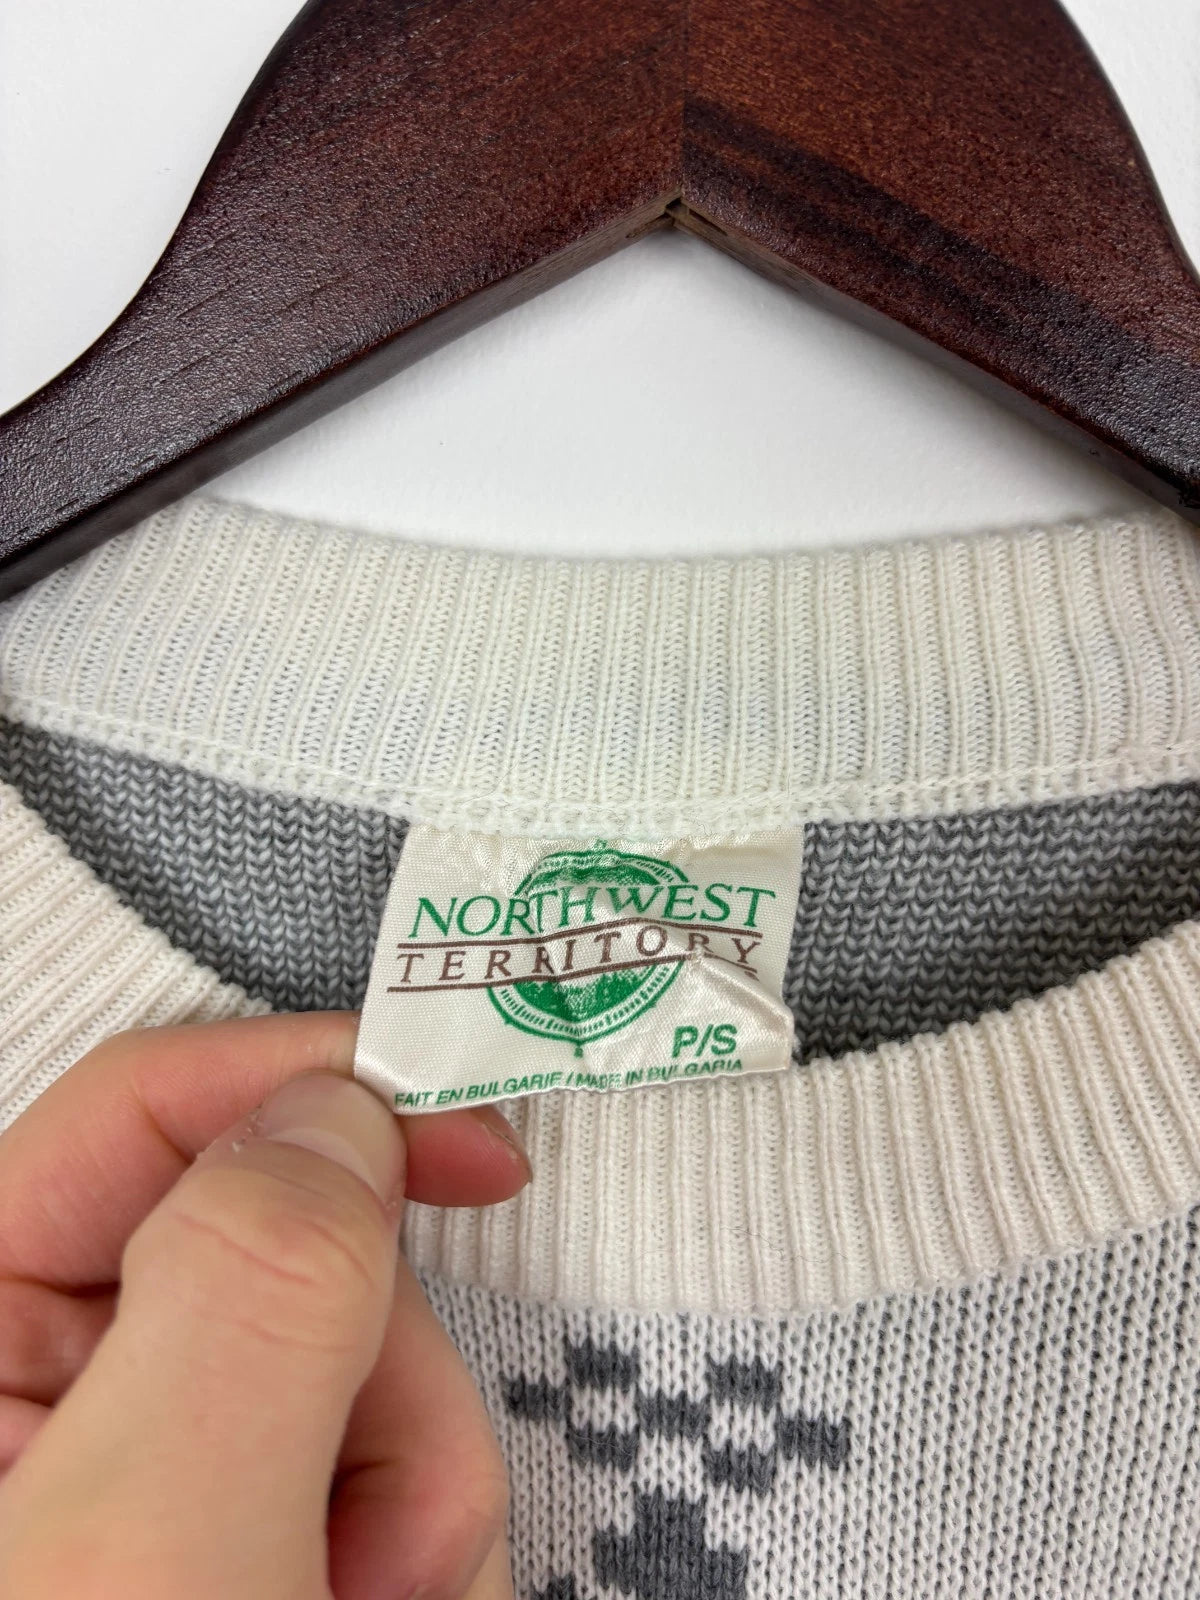 NORTHWEST
TERRITORY
P/S
FAIT EN BULGARIE / MADE IN BULGARIA